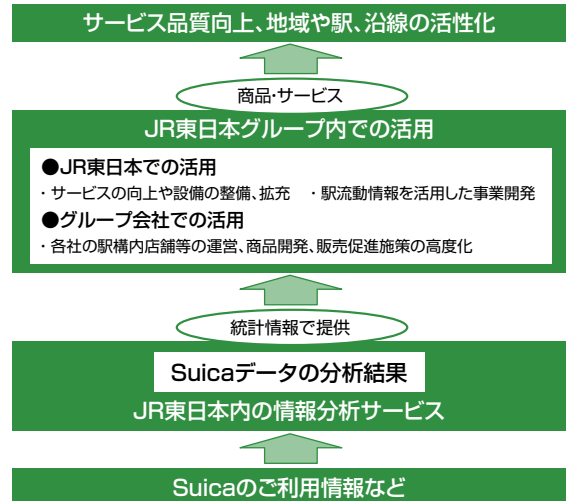 サービス品質向上、地域や駅、沿線の活性化
商品・サービス
JR東日本グループ内での活用
●JR東日本での活用
・サービスの向上や設備の整備、拡充 ・駅流動情報を活用した事業開発
●グループ会社での活用
・各社の駅構内店舗等の運営、商品開発、販売促進施策の高度化
統計情報で提供
Suicaデータの分析結果
JR東日本内の情報分析サービス
Suicaのご利用情報など